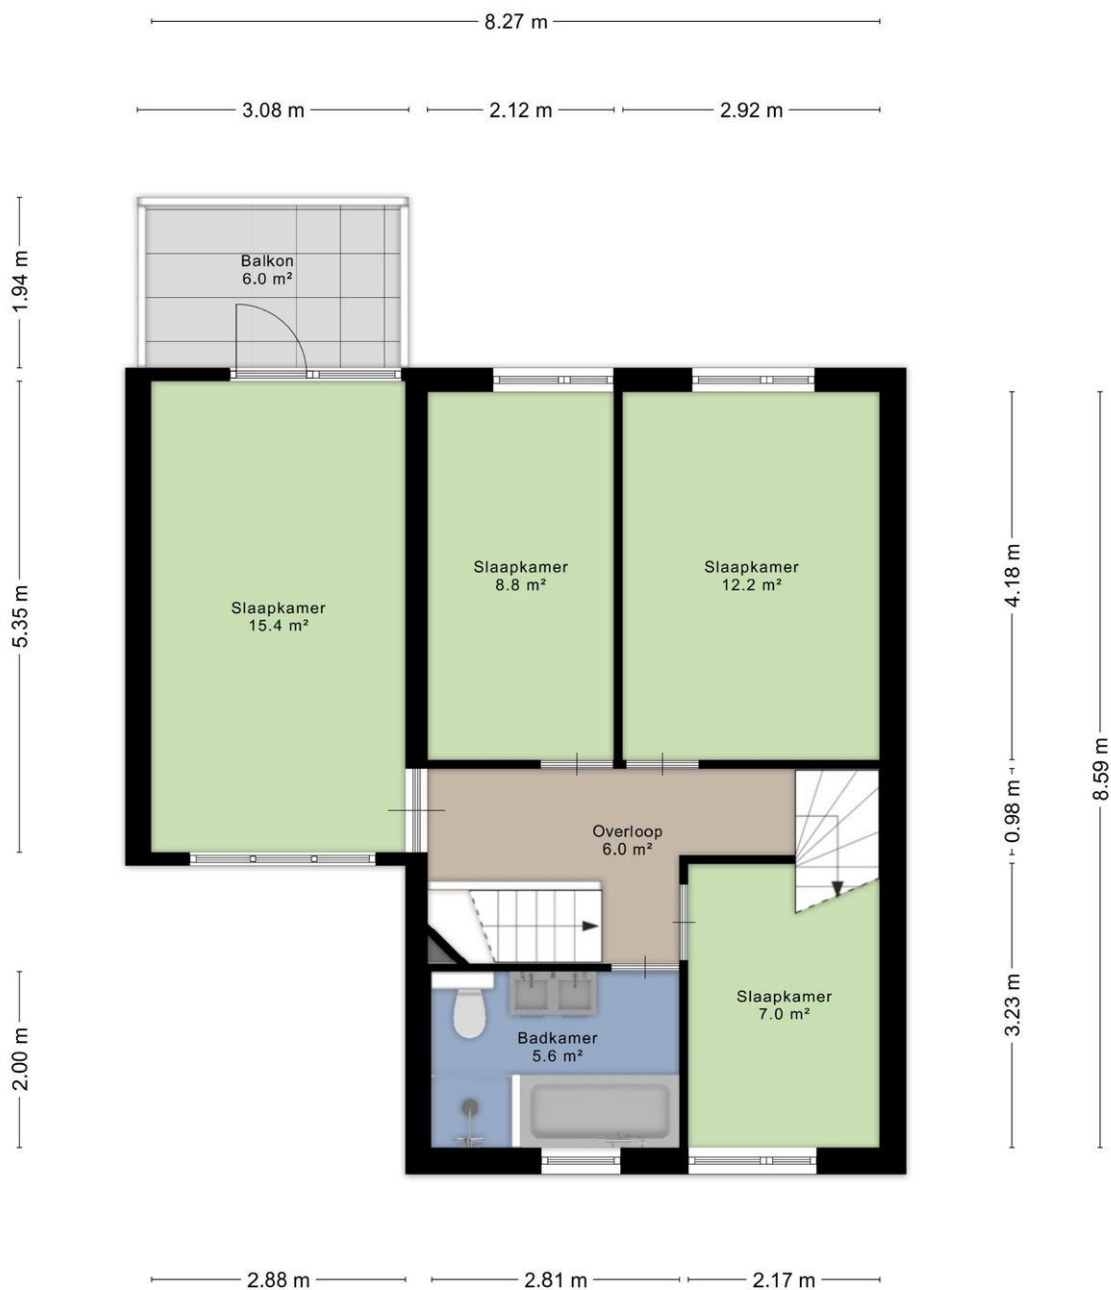 8.27 m
3.08 m
2.12 m
2.92 m
1.94 m
Balkon
6.0 m²
5.35 m
Slaapkamer
15.4 m²
Slaapkamer
8.8 m²
Slaapkamer
12.2 m²
4.18 m
8.59 m
0.98 m
Overloop
6.0 m²
Slaapkamer
7.0 m²
3.23 m
2.00 m
Badkamer
5.6 m²
2.88 m
2.81 m
2.17 m